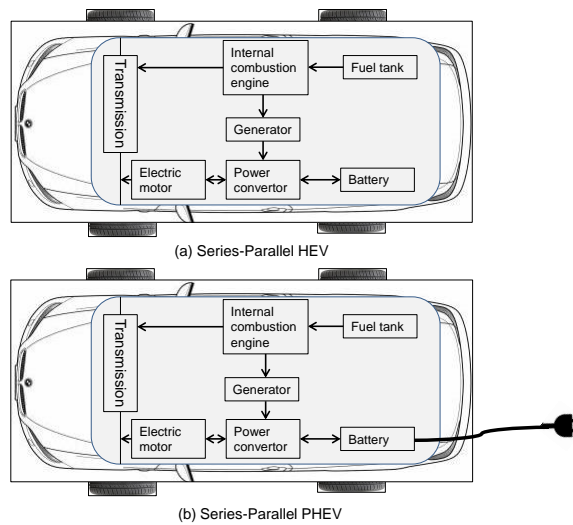 Internal
combustion
engine
Fuel tank
Transmission
Generator
Electric
motor
Power
convertor
Battery
(a) Series-Parallel HEV
Internal
combustion
engine
Fuel tank
Transmission
Generator
Electric
motor
Power
convertor
Battery
(b) Series-Parallel PHEV